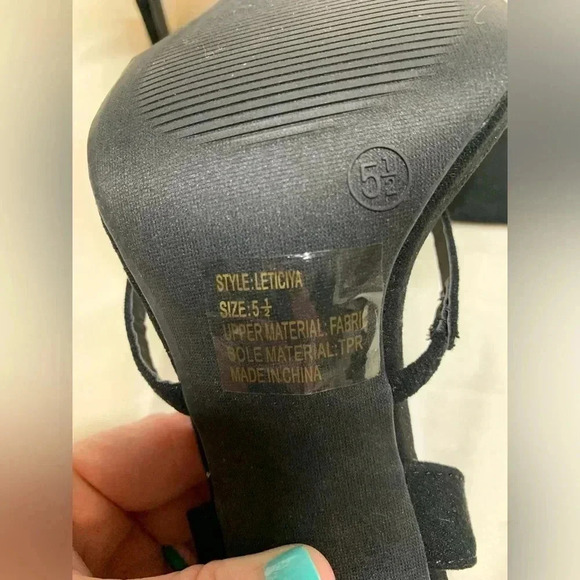 5½
STYLE:LETICIYA
SIZE:5½
UPPER MATERIAL:FABRIC
SOLE MATERIAL:TPR
MADE IN CHINA